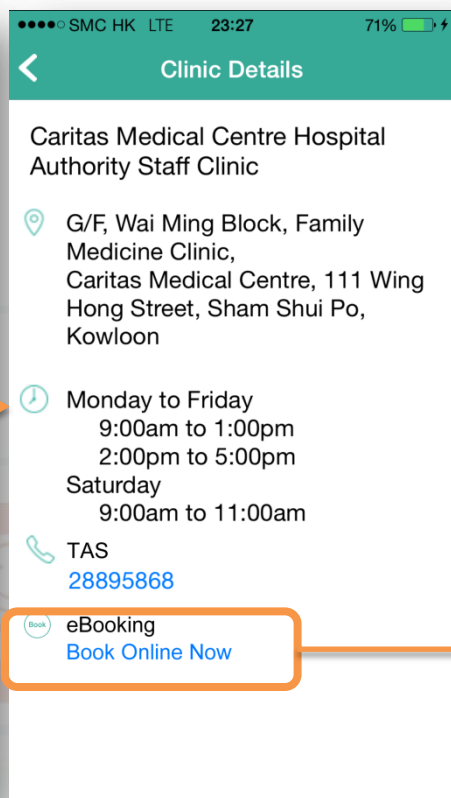 SMC HK LTE 23:27 71%
Clinic Details
Caritas Medical Centre Hospital
Authority Staff Clinic
G/F, Wai Ming Block, Family
Medicine Clinic,
Caritas Medical Centre, 111 Wing
Hong Street, Sham Shui Po,
Kowloon
Monday to Friday
9:00am to 1:00pm
2:00pm to 5:00pm
Saturday
9:00am to 11:00am
TAS
28895868
Book eBooking
Book Online Now